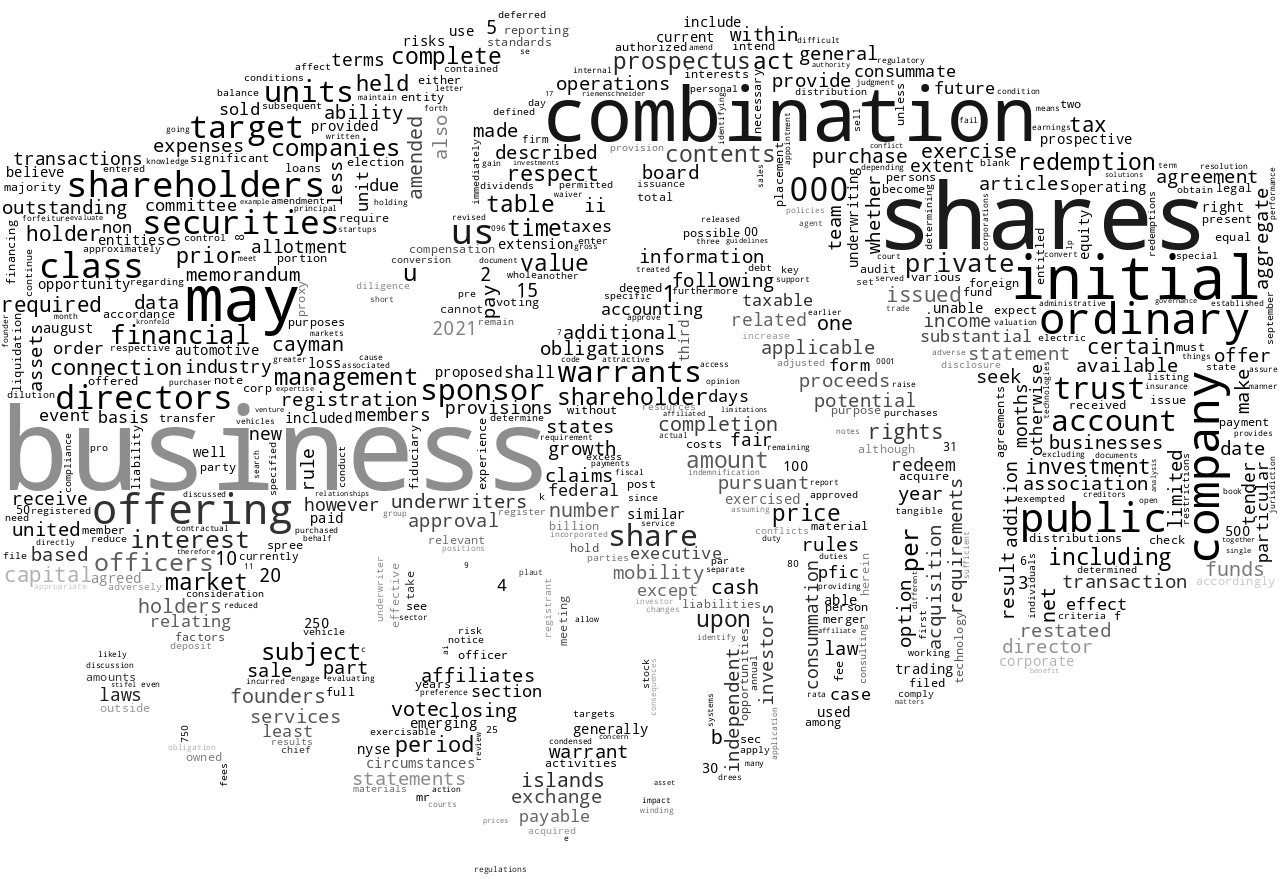 deferred
include
use 5 reporting
current within difficult
risks standards
authorized amend intend
se
affect terms complete
prospectus act general
authority regulatory
contained
internal interests
conditions held either
operations personal provide consummate
judgment
balance units maintain entity letter
distribution unless future condition
sold subsequent ability forth
17 riemenschneider
day combination
identifying necessary sell fail
means two
earnings tax
target provided amended also
defined
going written
made firm provision
conflict
prospective
expenses companies
described contents placement appointment
purchase exercise
transactions knowledge significant loans election
immediately gain investments
sales
depending extent blank redemption
term resolution
believe entered less unit due
respect board
solutions
majority shareholders
dividends permitted
000 team persons articles operating agreement
obtain legal performance
outstanding committee example amendment holding
table waiver ii issuance total
policies underwriting whether become shares
right aggregate
forfeiture evaluate securities principal startups require
revised 096 us time taxes
released agent
determining corporations redemptions present
holder non entities control 8
extension enter
possible 00
entitled equity equal
approximately 0 prior meet allotment portion
compensation
three guidelines
court private convert ip
financing continue class
document conversion value
information
audit served various
special
opportunity regarding memorandum u
2 whole another
treated debt key
set foreign
initial
required month data
diligence pay
deemed following support
issued fund
administrative governance established
accordance may proxy short
pre voting 15
specific furthermore 1 taxable
trade unable expect
september
founder august kronfeld purposes
cannot
accounting related earlier
income valuation electric
ordinary
assets financial markets
2021 remain
approve one
substantial
liquidation order respective automotive cayman
7 additional third increase
certain must
connection industry greater loss cause associated
code obligations
applicable
adverse statement
things offer
dilution offered purchaser note
attractive access
adjusted form 0001
disclosure available state assure
corp expertise management
proposed shall warrants opinion
proceeds raise
seek otherwise technologies
listing
directors venture registration
sponsor shareholder days
potential
trust insurance make manner
event basis transfer vehicles included members
provisions without resources
purpose purchases
received issue
business
determine affiliated limitations
notes rights
agreements months account
company
new
requirement states completion
although 31
businesses payment provides
compliance pro liability well party search specified rule conduct fiduciary experience
growth actual costs fair remaining
excluding documents date
excess
amount 100
redeem
investment analysis
claims payments fiscal
indemnification pursuant report
acquire
exempted association
limited restrictions particular jurisdiction
receive discussed
relationships
federal post
exercised approved
year
creditors open
book tender
50 registered offering however underwriters k
number since
assuming price
tangible
addition public
500
need contractual
paid group register
similar
conflicts material
requirements
distributions check
together
united member directly reduce interest purchased behalf approval
billion incorporated share service
duty
rules
single
file based therefore currently spree
relevant positions
hold parties executive
duties
per
including
funds
capital officers 10 11 20
9
mobility par separate
80 pfic providing
result 6 determined transaction
accordingly
appropriate agreed adversely market consideration
plaut 4
except cash
able herein
option different acquisition sufficient
3 individuals net
holders reduced
underwriter effective take see sector
registrant meeting
investor changes liabilities
person merger
first technology
effect
relating
allow
upon investors
consummation affiliate
criteria f
factors deposit
250 vehicle
identify
law consulting
working
restated
risk notice
independent opportunities annual
fee
trading
director
likely
subject c
ai officer
stock consequences
filed
corporate
discussion
sale part
affiliates
rata case
comply
benefit
amounts stifel even incurred engage evaluating
years preference section
matters
laws founders full
used
outside services
vote closing
targets
systems application
among
750 least
emerging
generally
b sec
obligation results
exercisable 25
condensed concern
apply
owned chief
nyse period review
warrant
30 many
fees
circumstances
activities
drees
statements
islands
asset
materials action
exchange
impact
mr courts
payable
winding
prices
acquired
e
regulations